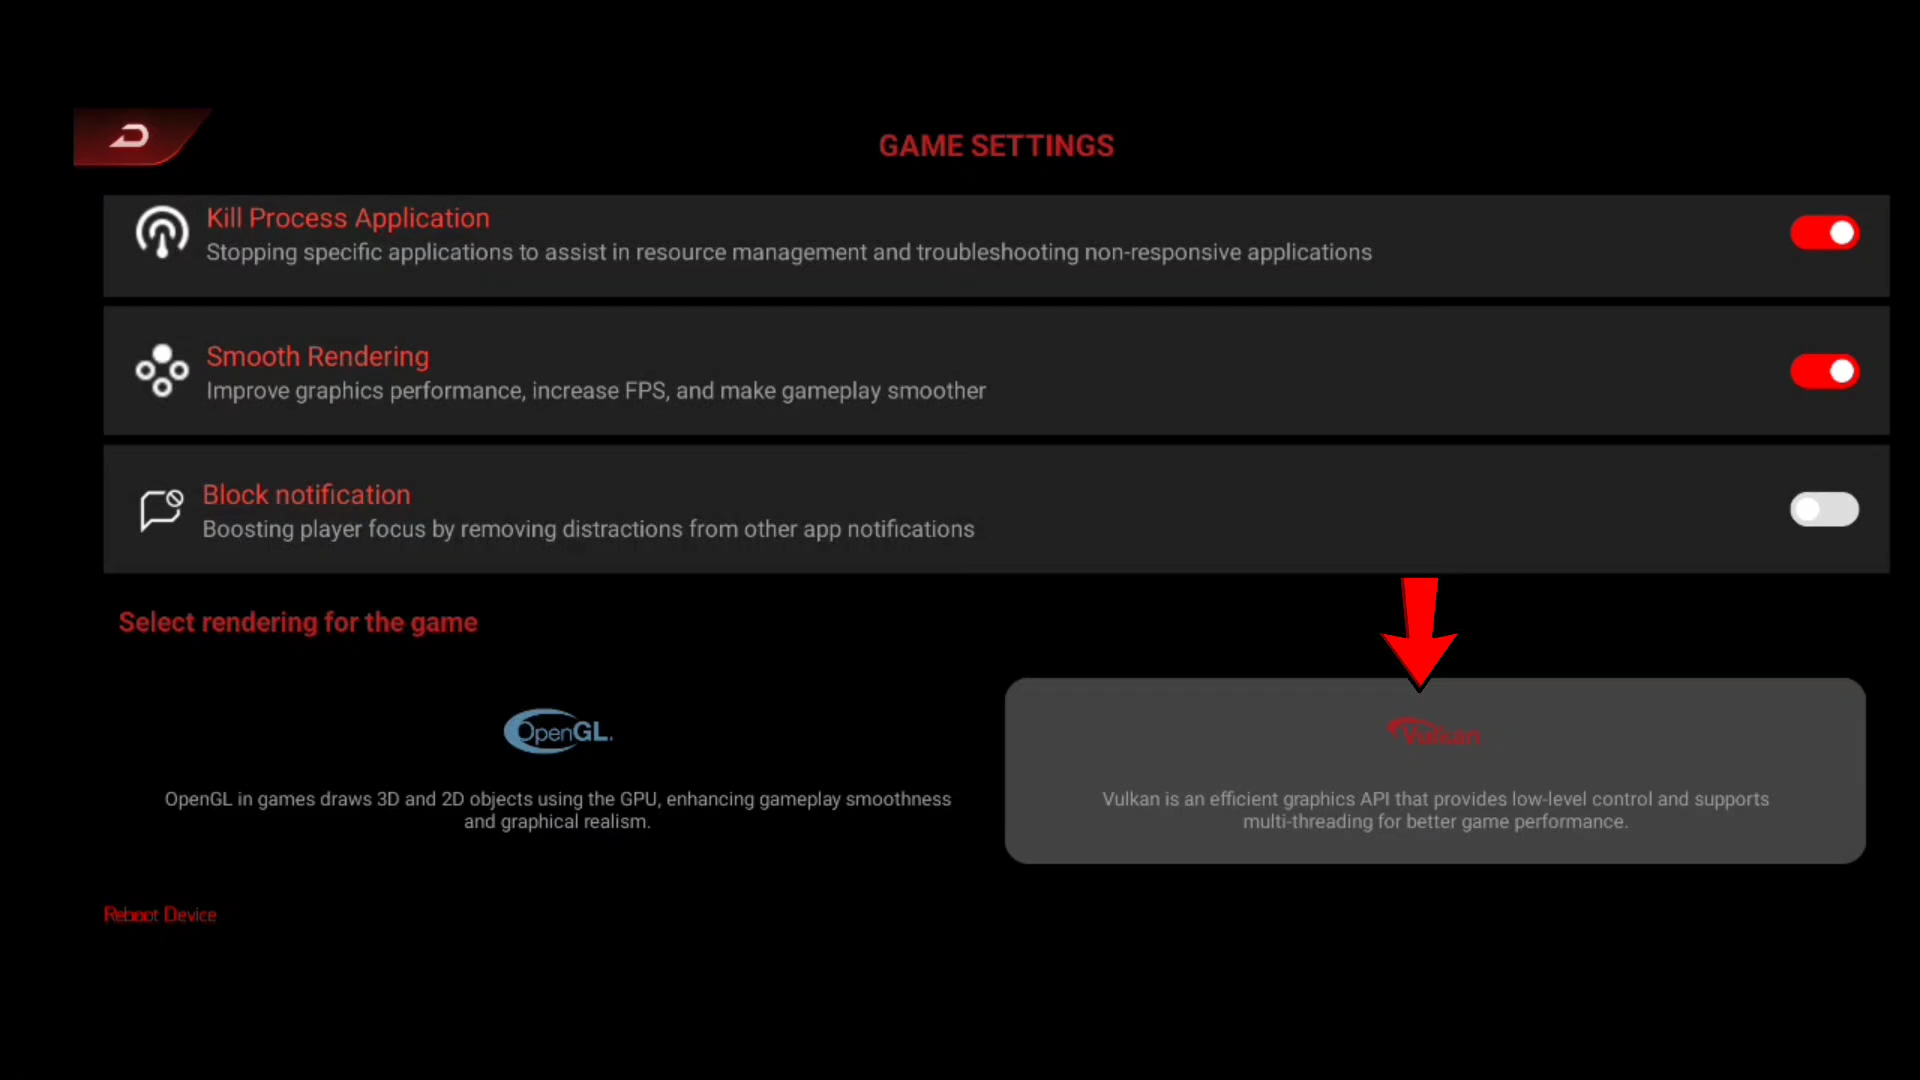 GAME SETTINGS
Kill Process Application
Stopping specific applications to assist in resource management and troubleshooting non-responsive applications
Smooth Rendering
Improve graphics performance, increase FPS, and make gameplay smoother
Block notification
Boosting player focus by removing distractions from other app notifications
Select rendering for the game
OpenGL.
OpenGL in games draws 3D and 2D objects using the GPU, enhancing gameplay smoothness
and graphical realism.
Vulkan
Vulkan is an efficient graphics API that provides low-level control and supports
multi-threading for better game performance.
Reboot Device